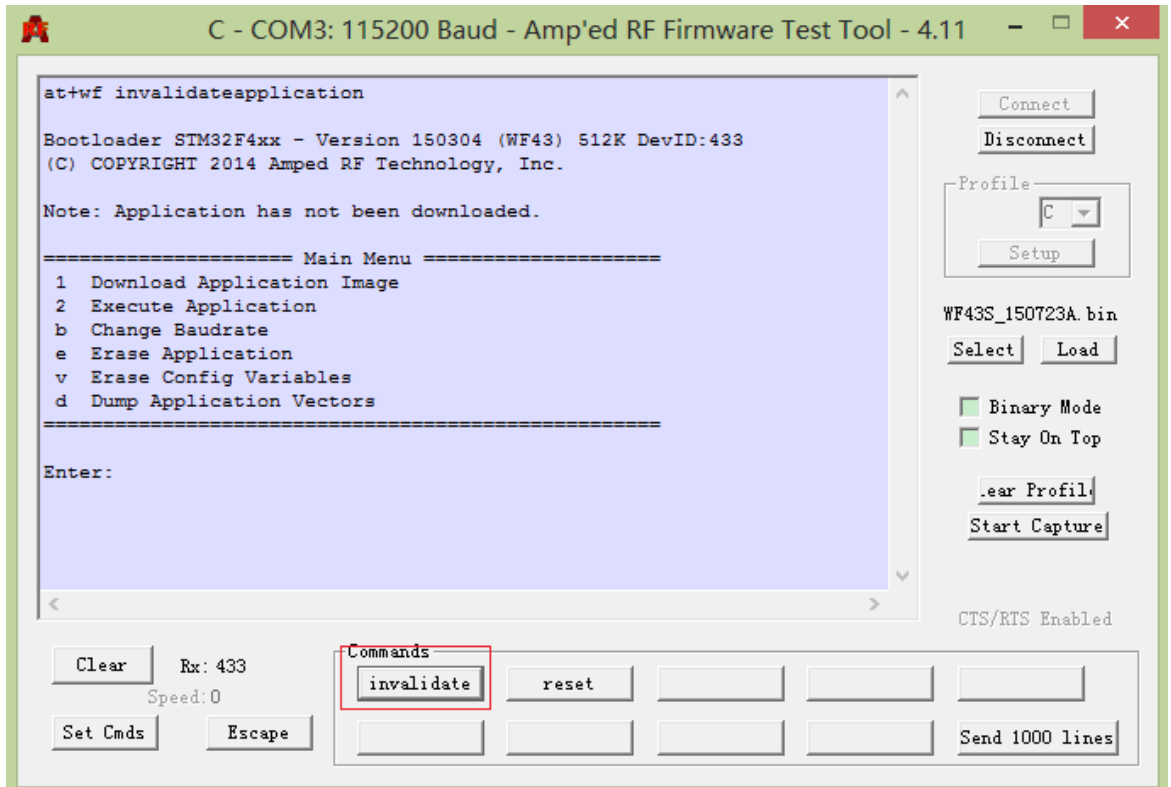 C - COM3: 115200 Baud - Amp'ed RF Firmware Test Tool - 4.11
at+wf invalidateapplication
Bootloader STM32F4xx - Version 150304 (WF43) 512K DevID:433
(C) COPYRIGHT 2014 Amped RF Technology, Inc.
Note: Application has not been downloaded.
===================== Main Menu ====================
1 Download Application Image
2 Execute Application
b Change Baudrate
e Erase Application
v Erase Config Variables
d Dump Application Vectors
====================================================
Enter:
Connect
Disconnect
Profile
C
Setup
WF43S_150723A.bin
Select Load
Binary Mode
Stay On Top
.ear Profil
Start Capture
CTS/RTS Enabled
Clear Rx: 433
Speed: 0
Set Cmds Escape
Commands
invalidate reset
Send 1000 lines